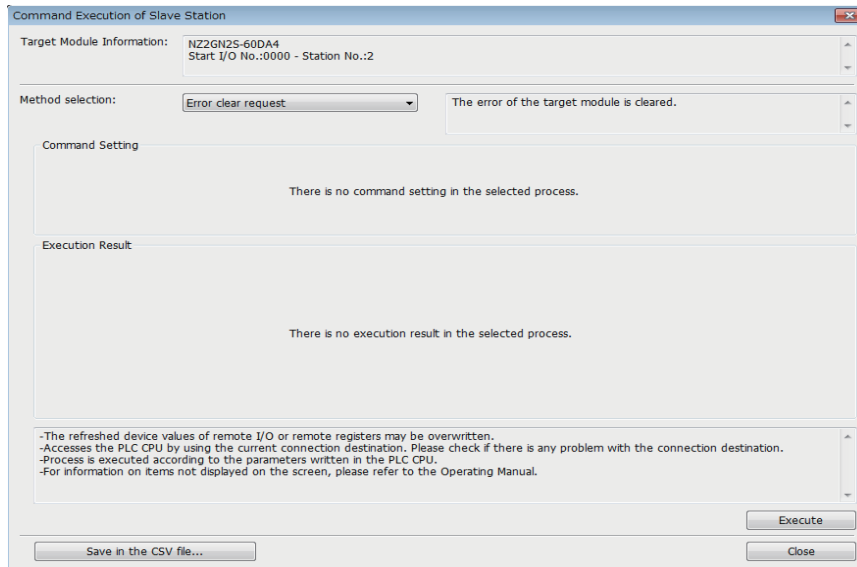 Command Execution of Slave Station
Target Module Information:
NZ2GN2S-60DA4
Start I/O No.:0000 - Station No.:2
Method selection:
Error clear request
The error of the target module is cleared.
Command Setting
There is no command setting in the selected process.
Execution Result
There is no execution result in the selected process.
-The refreshed device values of remote I/O or remote registers may be overwritten.
-Accesses the PLC CPU by using the current connection destination. Please check if there is any problem with the connection destination.
-Process is executed according to the parameters written in the PLC CPU.
-For information on items not displayed on the screen, please refer to the Operating Manual.
Execute
Save in the CSV file...
Close